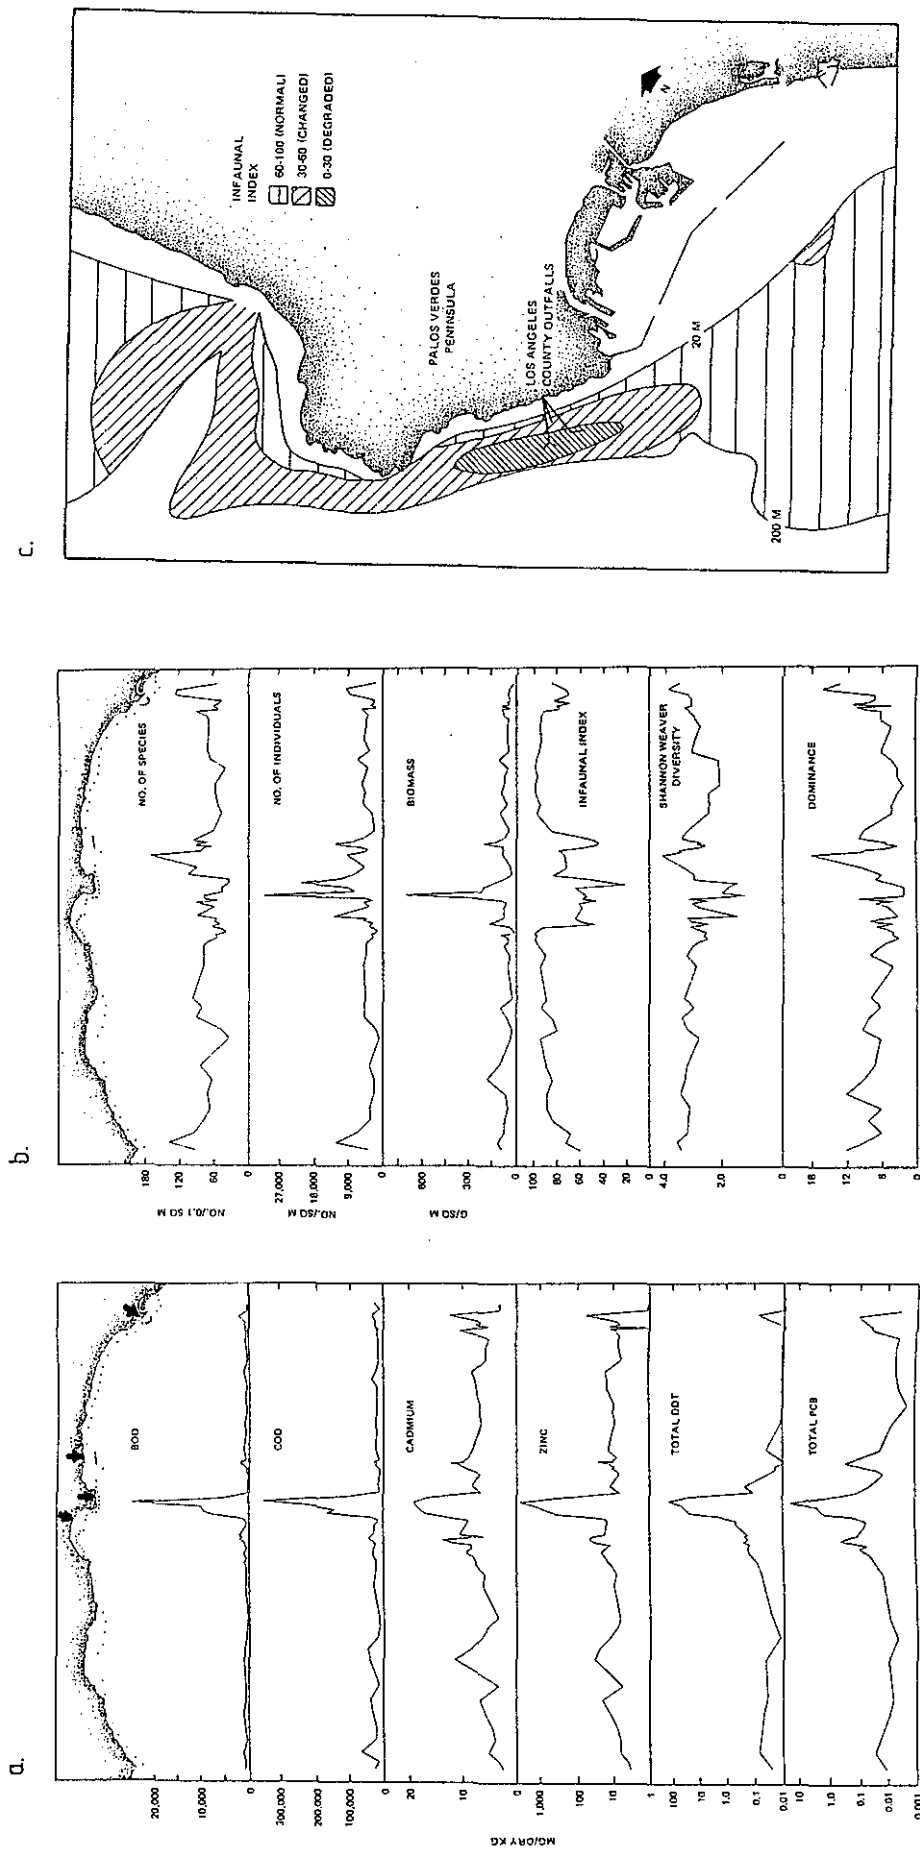 a.
BOD
20,000
10,000
0
COD
300,000
200,000
100,000
0
CADMIUM
20
10
0
ZINC
1,000
100
10
1
TOTAL DDT
100
10
1.0
0.1
0.01
TOTAL PCB
10
1.0
0.1
0.01
0.001
MG/DRY KG
b.
NO. OF SPECIES
180
120
60
0
NO./0.1 SQ M
NO. OF INDIVIDUALS
27,000
18,000
9,000
0
NO./SQ M
BIOMASS
600
300
0
G/SQ M
INFAUNAL INDEX
100
80
60
40
20
0
SHANNON WEAVER
DIVERSITY
4.0
2.0
0
DOMINANCE
18
12
6
0
c.
INFAUNAL
INDEX
60-100 (NORMAL)
30-60 (CHANGED)
0-30 (DEGRADED)
PALOS VERDES
PENINSULA
LOS ANGELES
COUNTY OUTFALLS
N
20 M
200 M